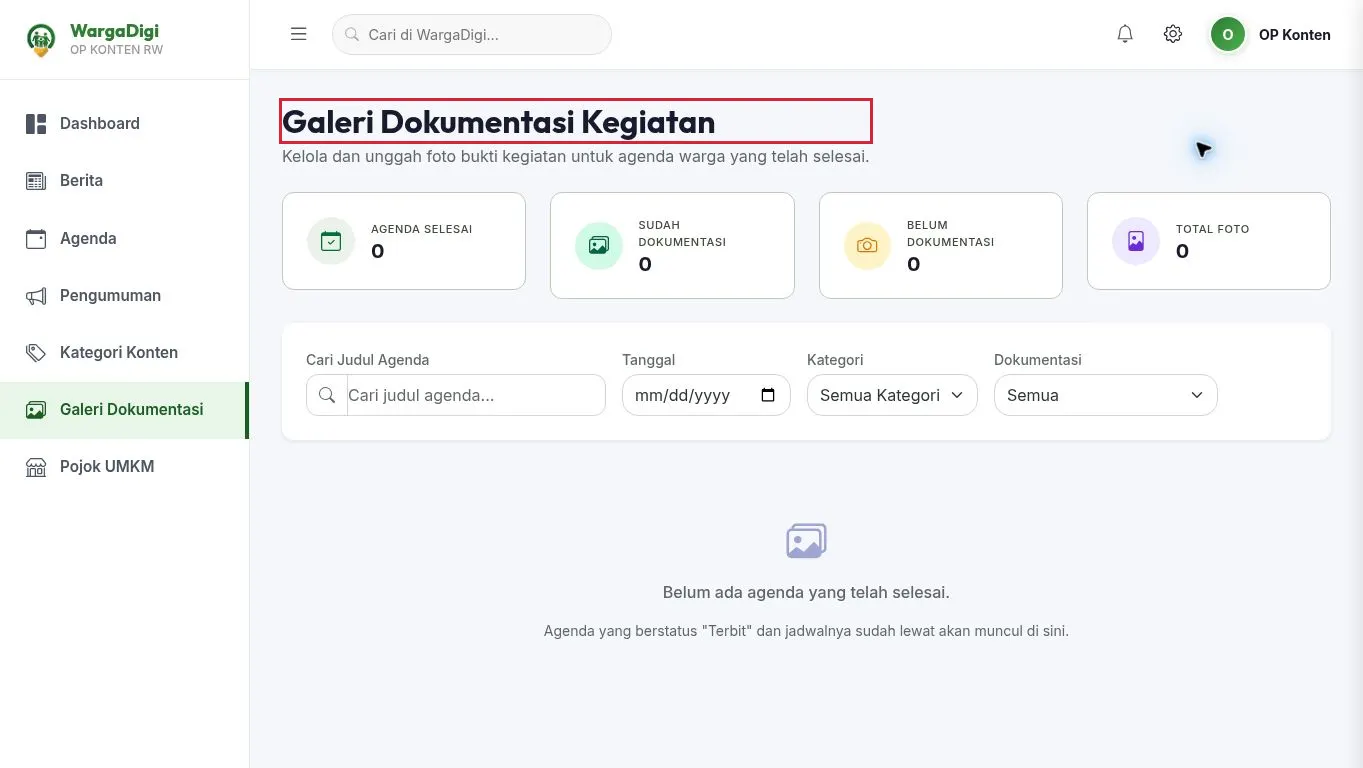 WargaDigi
OP KONTEN RW
Cari di WargaDigi...
O
OP Konten
Dashboard
Berita
Agenda
Pengumuman
Kategori Konten
Galeri Dokumentasi
Pojok UMKM
Galeri Dokumentasi Kegiatan
Kelola dan unggah foto bukti kegiatan untuk agenda warga yang telah selesai.
AGENDA SELESAI
0
SUDAH
DOKUMENTASI
0
BELUM
DOKUMENTASI
0
TOTAL FOTO
0
Cari Judul Agenda
Cari judul agenda...
Tanggal
mm/dd/yyyy
Kategori
Semua Kategori
Dokumentasi
Semua
Belum ada agenda yang telah selesai.
Agenda yang berstatus "Terbit" dan jadwalnya sudah lewat akan muncul di sini.